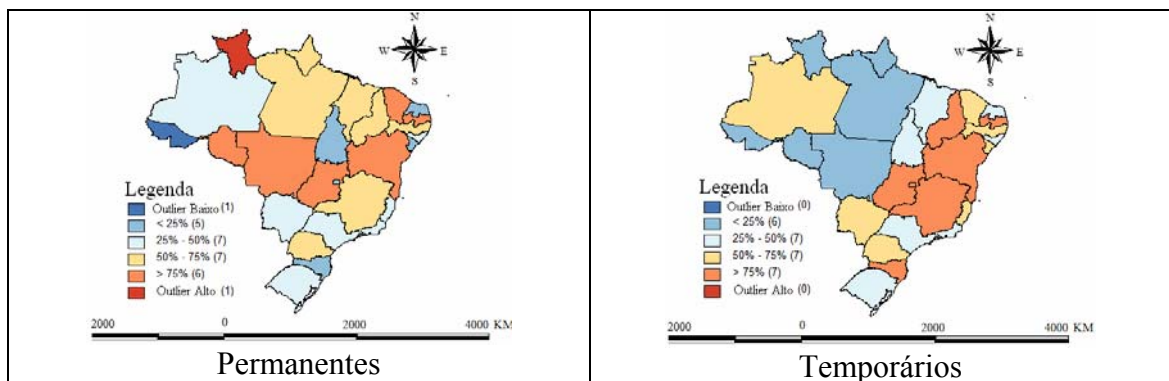 N
W E
S
Legenda
Outlier Baixo (1)
< 25% (5)
25% - 50% (7)
50% - 75% (7)
> 75% (6)
Outlier Alto (1)
2000 0 2000 4000 KM
Permanentes
N
W E
S
Legenda
Outlier Baixo (0)
< 25% (6)
25% - 50% (7)
50% - 75% (7)
> 75% (7)
Outlier Alto (0)
2000 0 2000 4000 KM
Temporários